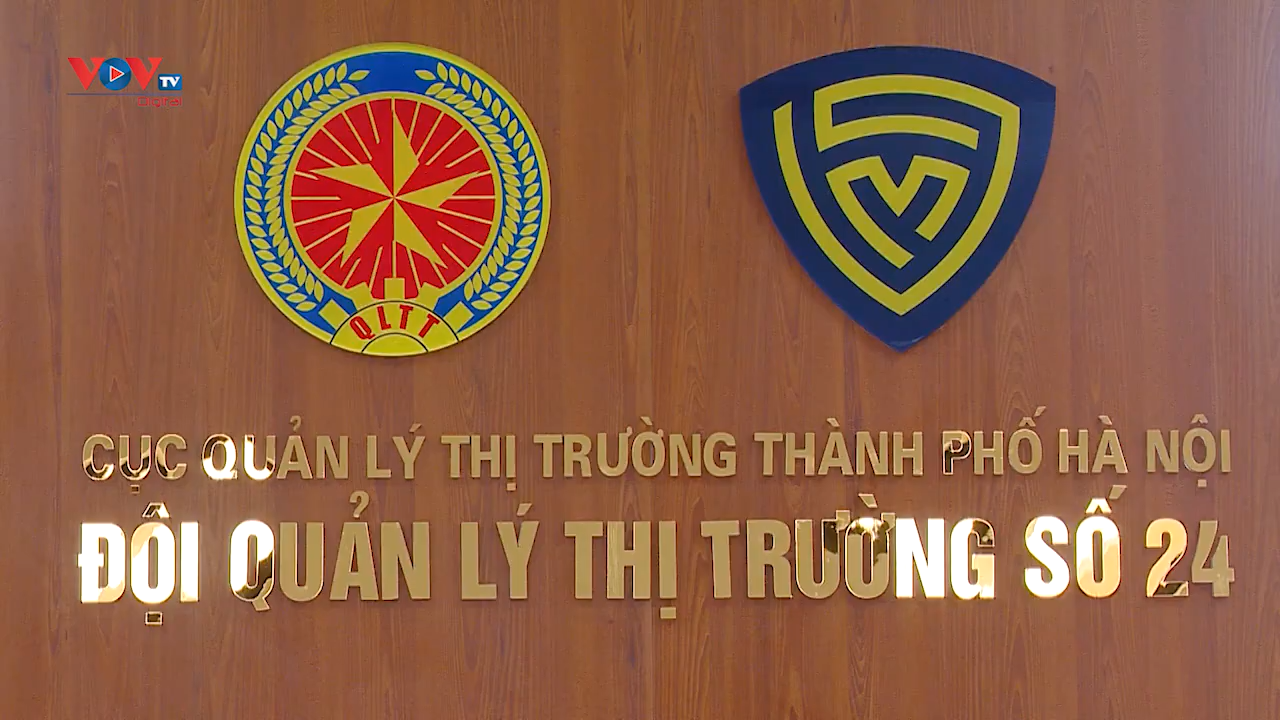 VOV TV
Digital
QLTT
CỤC QUẢN LÝ THỊ TRƯỜNG THÀNH PHỐ HÀ NỘI
ĐỘI QUẢN LÝ THỊ TRƯỜNG SỐ 24